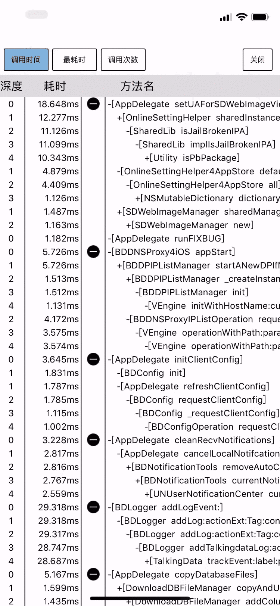 调用时间 最耗时 调用次数 关闭
深度 耗时 方法名
0 18.648ms -[AppDelegate setUAForSDWebImageVi
1 12.277ms +[OnlineSettingHelper sharedInstanc
2 11.126ms -[SharedLib isJailBrokenIPA]
3 11.099ms -[SharedLib implIsJailBrokenIPA]
4 10.343ms +[Utility isPbPackage]
1 4.879ms -[OnlineSettingHelper4AppStore defa
2 4.409ms -[OnlineSettingHelper4AppStore all]
3 1.126ms +[NSMutableDictionary dictionary
1 1.487ms +[SDWebImageManager sharedManag
2 1.163ms +[SDWebImageManager new]
0 1.182ms -[AppDelegate runFIXBUG]
0 5.726ms -[BDDNSProxy4iOS appStart]
1 5.726ms +[BDDPIPListManager startANewDPIf
2 1.513ms +[BDDPIPListManager _createInstan
3 1.512ms -[BDDPIPListManager init]
4 1.131ms -[VEngine initWithHostName:cu
2 4.172ms -[BDDNSProxyIPListOperation reque
3 3.575ms -[VEngine operationWithPath:para
4 3.574ms -[VEngine operationWithPath:pa
0 3.645ms -[AppDelegate initClientConfig]
1 1.831ms -[BDConfig init]
1 1.787ms -[AppDelegate refreshClientConfig]
2 1.785ms -[BDConfig requestClientConfig]
3 1.115ms -[BDConfig _requestClientConfig]
4 1.002ms -[BDConfigOperation requestCl
0 3.228ms -[AppDelegate cleanRecvNotifications]
1 2.817ms -[AppDelegate cancelLocalNotifcation
2 2.816ms +[BDNotificationTools removeAutoC
3 2.767ms +[BDNotificationTools currentNotif
4 2.559ms +[UNUserNotificationCenter cur
0 29.318ms -[BDLogger addLogEvent:]
1 29.318ms -[BDLogger addLog:actionExt:Tag:con
2 29.317ms -[BDLogger addLog:actionExt:Tag:co
3 28.747ms -[BDLogger addTalkingdataLog:ac
4 28.687ms +[TalkingData trackEvent:label:p
0 5.167ms -[AppDelegate copyDatabaseFiles]
1 1.599ms +[DownloadDBFileManager copyAndU
2 1.435ms +[DownloadDBFileManager addColu